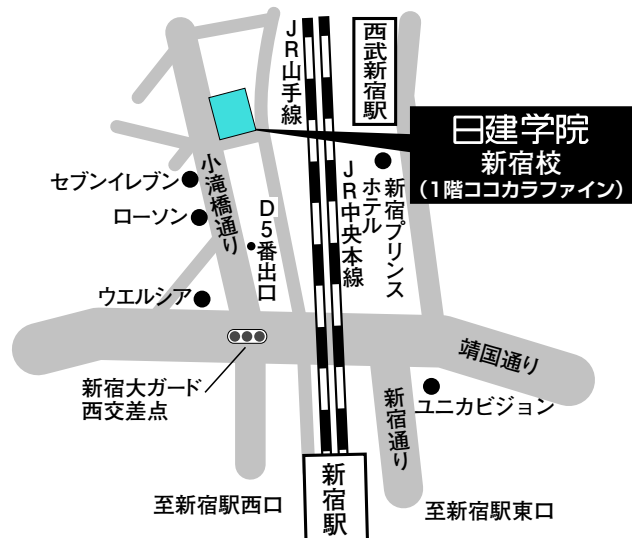 JR山手線
西武新宿駅
日建学院
新宿校
(1階ココカラファイン)
セブンイレブン
ローソン
小滝橋通り
D5番出口
JR中央本線
新宿プリンス
ホテル
ウエルシア
靖国通り
新宿大ガード
西交差点
新宿通り
ユニカビジョン
新宿駅
至新宿駅西口
至新宿駅東口